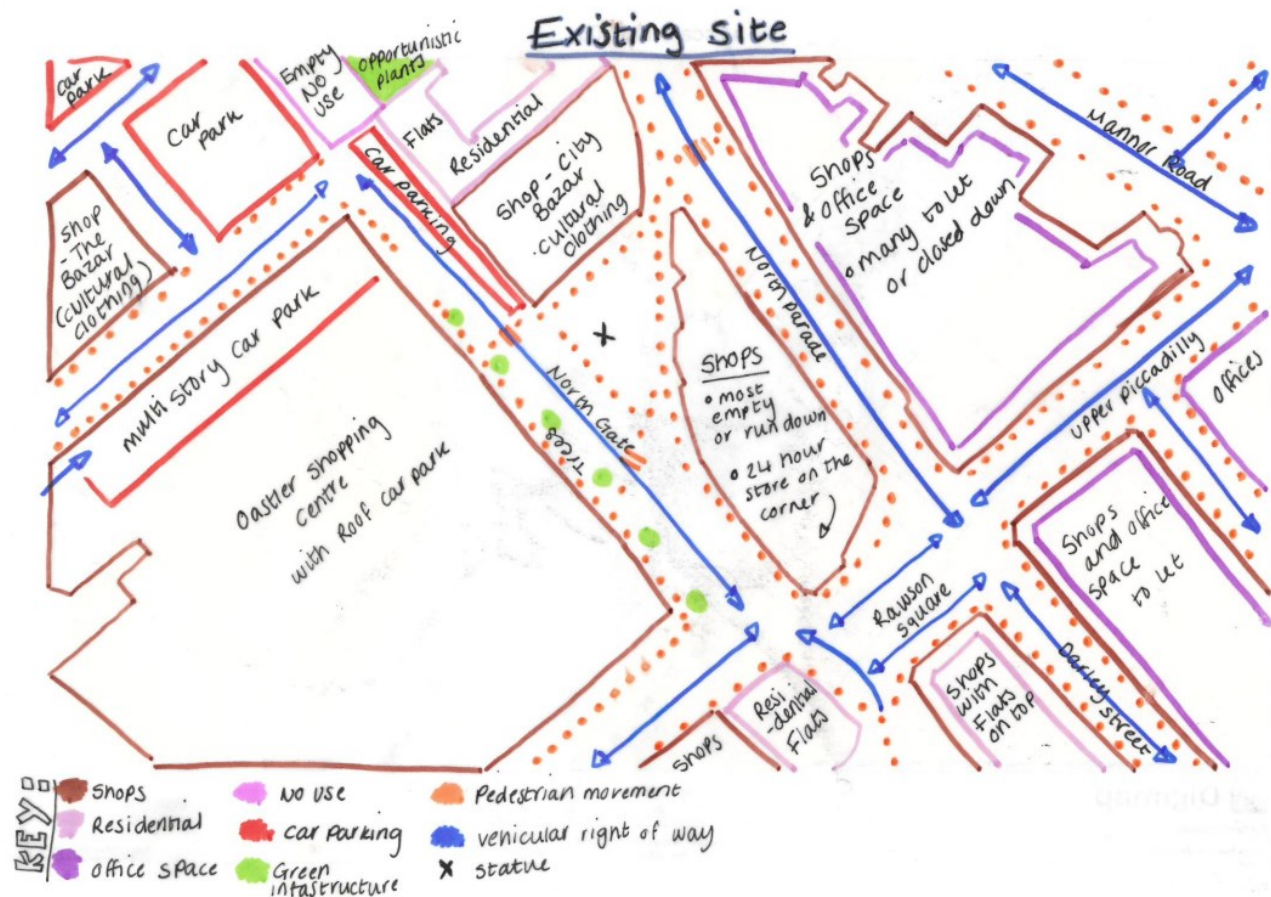 Existing site
car
park
car
park
Empty
NO
use
opportunistic
plants
Flats
Residential
Car parking
Shop - City
Bazar
- cultural
clothing
Shops
& office
space
• many to let
or closed down
Mannor Road
Shop
- The
Bazar
(cultural
clothing)
multi story car park
North parade
Shops
• most
empty
or run down
• 24 hour
store on the
corner
Upper piccadilly
offices
North Gate
Trees
Oastler shopping
centre
with Roof car park
Shops
and office
space
to let
Rawson
square
Darley street
Shops
with
Flats
on top
Resi
-dential
Flats
Shops
KEY:
Shops
Residential
office space
No use
car parking
Green
infastructure
Pedestrian movement
vehicular right of way
x statue